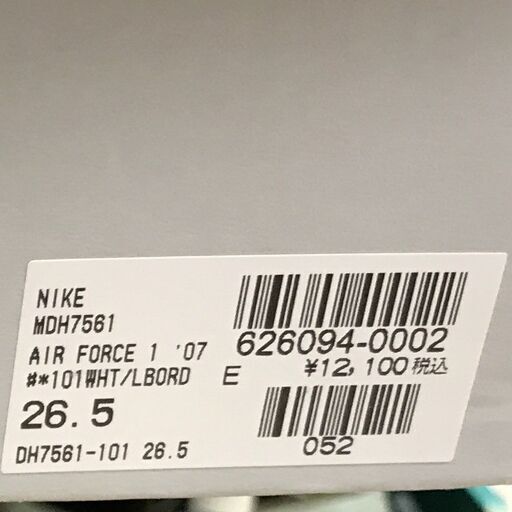 NIKE
MDH7561
AIR FORCE 1 '07
#*101WHT/LBORD E
26.5
DH7561-101 26.5
626094-0002
¥12,100税込
052